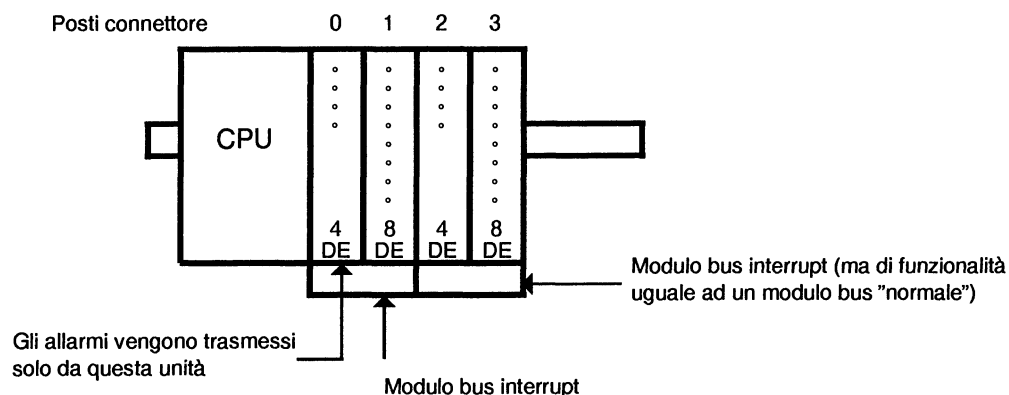 Posti connettore 0 1 2 3
CPU
4 8 4 8
DE DE DE DE
Modulo bus interrupt (ma di funzionalità
uguale ad un modulo bus "normale")
Gli allarmi vengono trasmessi
solo da questa unità
Modulo bus interrupt